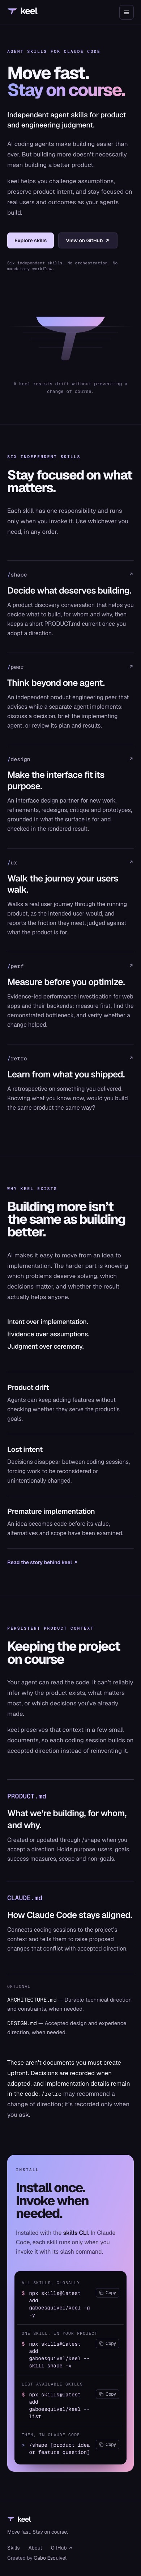 keel
AGENT SKILLS FOR CLAUDE CODE
Move fast.
Stay on course.
Independent agent skills for product
and engineering judgment.
AI coding agents make building easier than
ever. But building more doesn't necessarily
mean building a better product.
keel helps you challenge assumptions,
preserve product intent, and stay focused on
real users and outcomes as your agents
build.
Explore skills
View on GitHub ↗
Six independent skills. No orchestration. No
mandatory workflow.
A keel resists drift without preventing a
change of course.
SIX INDEPENDENT SKILLS
Stay focused on what
matters.
Each skill has one responsibility and runs
only when you invoke it. Use whichever you
need, in any order.
/shape ↗
Decide what deserves building.
A product discovery conversation that helps you
decide what to build, for whom and why, then
keeps a short PRODUCT.md current once you
adopt a direction.
/peer ↗
Think beyond one agent.
An independent product engineering peer that
advises while a separate agent implements:
discuss a decision, brief the implementing
agent, or review its plan and results.
/design ↗
Make the interface fit its
purpose.
An interface design partner for new work,
refinements, redesigns, critique and prototypes,
grounded in what the surface is for and
checked in the rendered result.
/ux ↗
Walk the journey your users
walk.
Walks a real user journey through the running
product, as the intended user would, and
reports the friction they meet, judged against
what the product is for.
/perf ↗
Measure before you optimize.
Evidence-led performance investigation for web
apps and their backends: measure first, find the
demonstrated bottleneck, and verify whether a
change helped.
/retro ↗
Learn from what you shipped.
A retrospective on something you delivered.
Knowing what you know now, would you build
the same product the same way?
WHY KEEL EXISTS
Building more isn't
the same as building
better.
AI makes it easy to move from an idea to
implementation. The harder part is knowing
which problems deserve solving, which
decisions matter, and whether the result
actually helps anyone.
Intent over implementation.
Evidence over assumptions.
Judgment over ceremony.
Product drift
Agents can keep adding features without
checking whether they serve the product's
goals.
Lost intent
Decisions disappear between coding sessions,
forcing work to be reconsidered or
unintentionally changed.
Premature implementation
An idea becomes code before its value,
alternatives and scope have been examined.
Read the story behind keel ↗
PERSISTENT PRODUCT CONTEXT
Keeping the project
on course
Your agent can read the code. It can't reliably
infer why the product exists, what matters
most, or which decisions you've already
made.
keel preserves that context in a few small
documents, so each coding session builds on
accepted direction instead of reinventing it.
PRODUCT.md
What we're building, for whom,
and why.
Created or updated through /shape when you
accept a direction. Holds purpose, users, goals,
success measures, scope and non-goals.
CLAUDE.md
How Claude Code stays aligned.
Connects coding sessions to the project's
context and tells them to raise proposed
changes that conflict with accepted direction.
OPTIONAL
ARCHITECTURE.md — Durable technical direction
and constraints, when needed.
DESIGN.md — Accepted design and experience
direction, when needed.
These aren't documents you must create
upfront. Decisions are recorded when
adopted, and implementation details remain
in the code. /retro may recommend a
change of direction; it's recorded only when
you ask.
INSTALL
Install once.
Invoke when
needed.
Installed with the skills CLI. In Claude
Code, each skill runs only when you
invoke it with its slash command.
ALL SKILLS, GLOBALLY
$ npx skills@latest
add
gaboesquivel/keel -g
-y
Copy
ONE SKILL, IN YOUR PROJECT
$ npx skills@latest
add
gaboesquivel/keel --
skill shape -y
Copy
LIST AVAILABLE SKILLS
$ npx skills@latest
add
gaboesquivel/keel --
list
Copy
THEN, IN CLAUDE CODE
> /shape [product idea
or feature question]
Copy
keel
Move fast. Stay on course.
Skills About GitHub ↗
Created by Gabo Esquivel